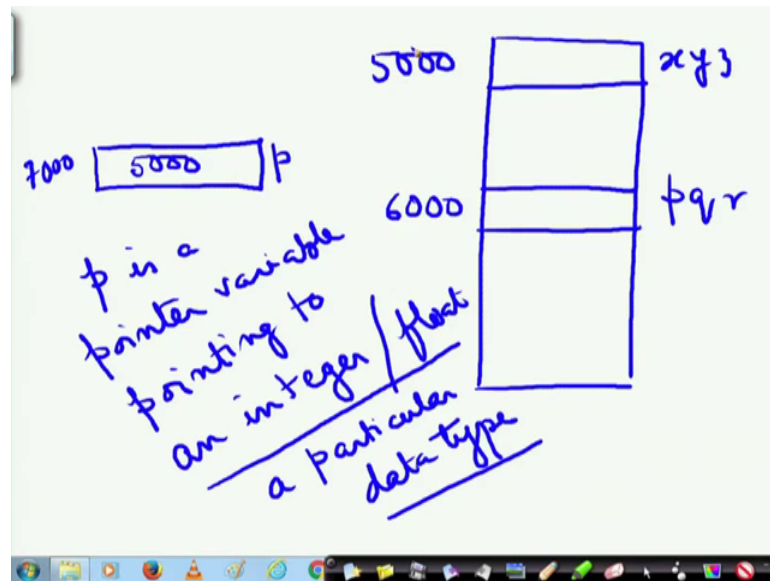 5000 xyz
7000 5000 p
6000 pqr
p is a
pointer variable
pointing to
an integer / float
a particular
data type